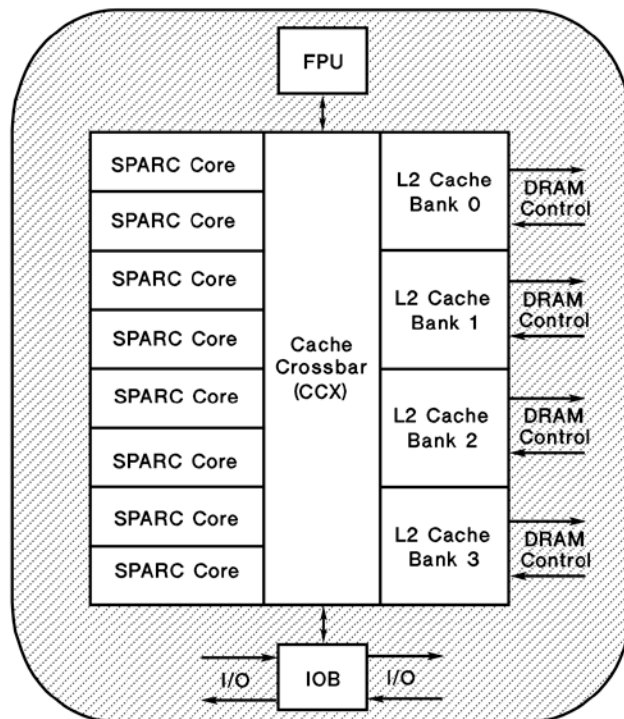 FPU
SPARC Core
SPARC Core
SPARC Core
SPARC Core
SPARC Core
SPARC Core
SPARC Core
SPARC Core
Cache
Crossbar
(CCX)
L2 Cache
Bank 0
L2 Cache
Bank 1
L2 Cache
Bank 2
L2 Cache
Bank 3
DRAM
Control
DRAM
Control
DRAM
Control
DRAM
Control
I/O
IOB
I/O